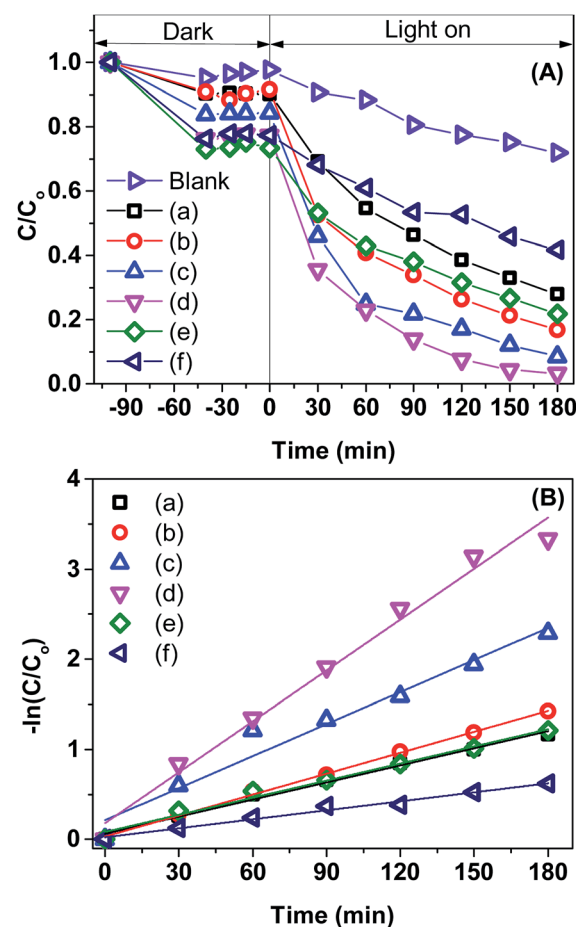 Dark Light on
(A)
1.0
0.8
0.6
0.4
0.2
0.0
C/Co
Blank
(a)
(b)
(c)
(d)
(e)
(f)
-90 -60 -30 0 30 60 90 120 150 180
Time (min)
(B)
4
3
2
1
0
-ln(C/Co)
(a)
(b)
(c)
(d)
(e)
(f)
0 30 60 90 120 150 180
Time (min)